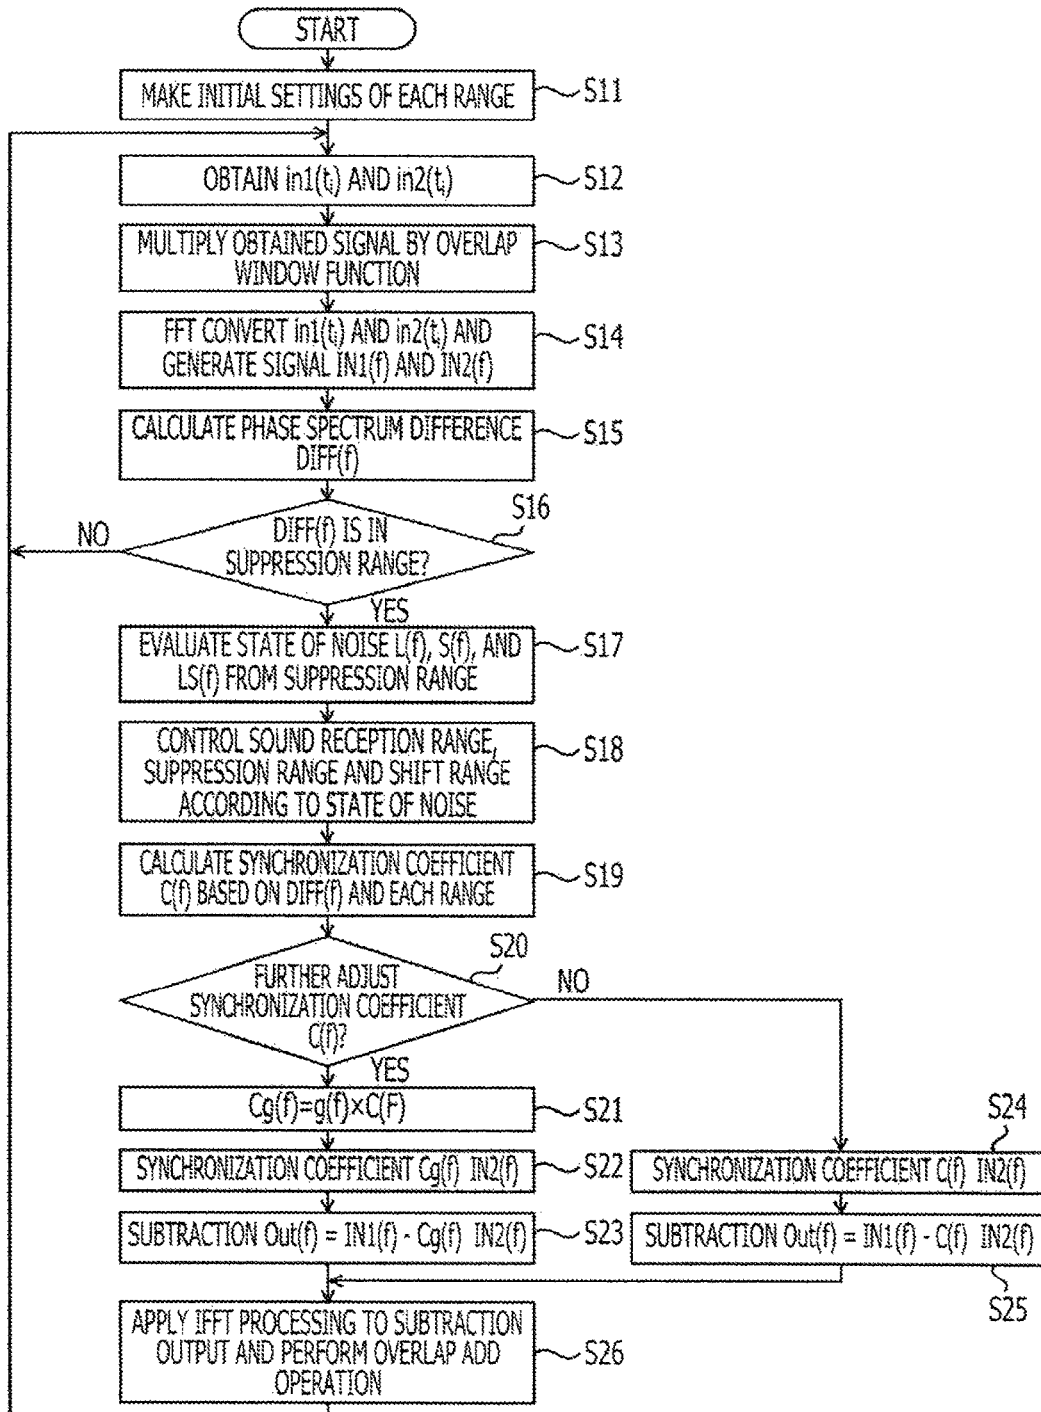 START
MAKE INITIAL SETTINGS OF EACH RANGE
S11
OBTAIN in1(ti) AND in2(ti)
S12
MULTIPLY OBTAINED SIGNAL BY OVERLAP
WINDOW FUNCTION
S13
FFT CONVERT in1(ti) AND in2(ti) AND
GENERATE SIGNAL IN1(f) AND IN2(f)
S14
CALCULATE PHASE SPECTRUM DIFFERENCE
DIFF(f)
S15
DIFF(f) IS IN
SUPPRESSION RANGE?
S16
NO
YES
EVALUATE STATE OF NOISE L(f), S(f), AND
LS(f) FROM SUPPRESSION RANGE
S17
CONTROL SOUND RECEPTION RANGE,
SUPPRESSION RANGE AND SHIFT RANGE
ACCORDING TO STATE OF NOISE
S18
CALCULATE SYNCHRONIZATION COEFFICIENT
C(f) BASED ON DIFF(f) AND EACH RANGE
S19
FURTHER ADJUST
SYNCHRONIZATION COEFFICIENT
C(f)?
S20
NO
YES
Cg(f)=g(f)×C(F)
S21
SYNCHRONIZATION COEFFICIENT Cg(f) IN2(f)
S22
SUBTRACTION Out(f) = IN1(f) - Cg(f) IN2(f)
S23
S24
SYNCHRONIZATION COEFFICIENT C(f) IN2(f)
SUBTRACTION Out(f) = IN1(f) - C(f) IN2(f)
S25
APPLY IFFT PROCESSING TO SUBTRACTION
OUTPUT AND PERFORM OVERLAP ADD
OPERATION
S26